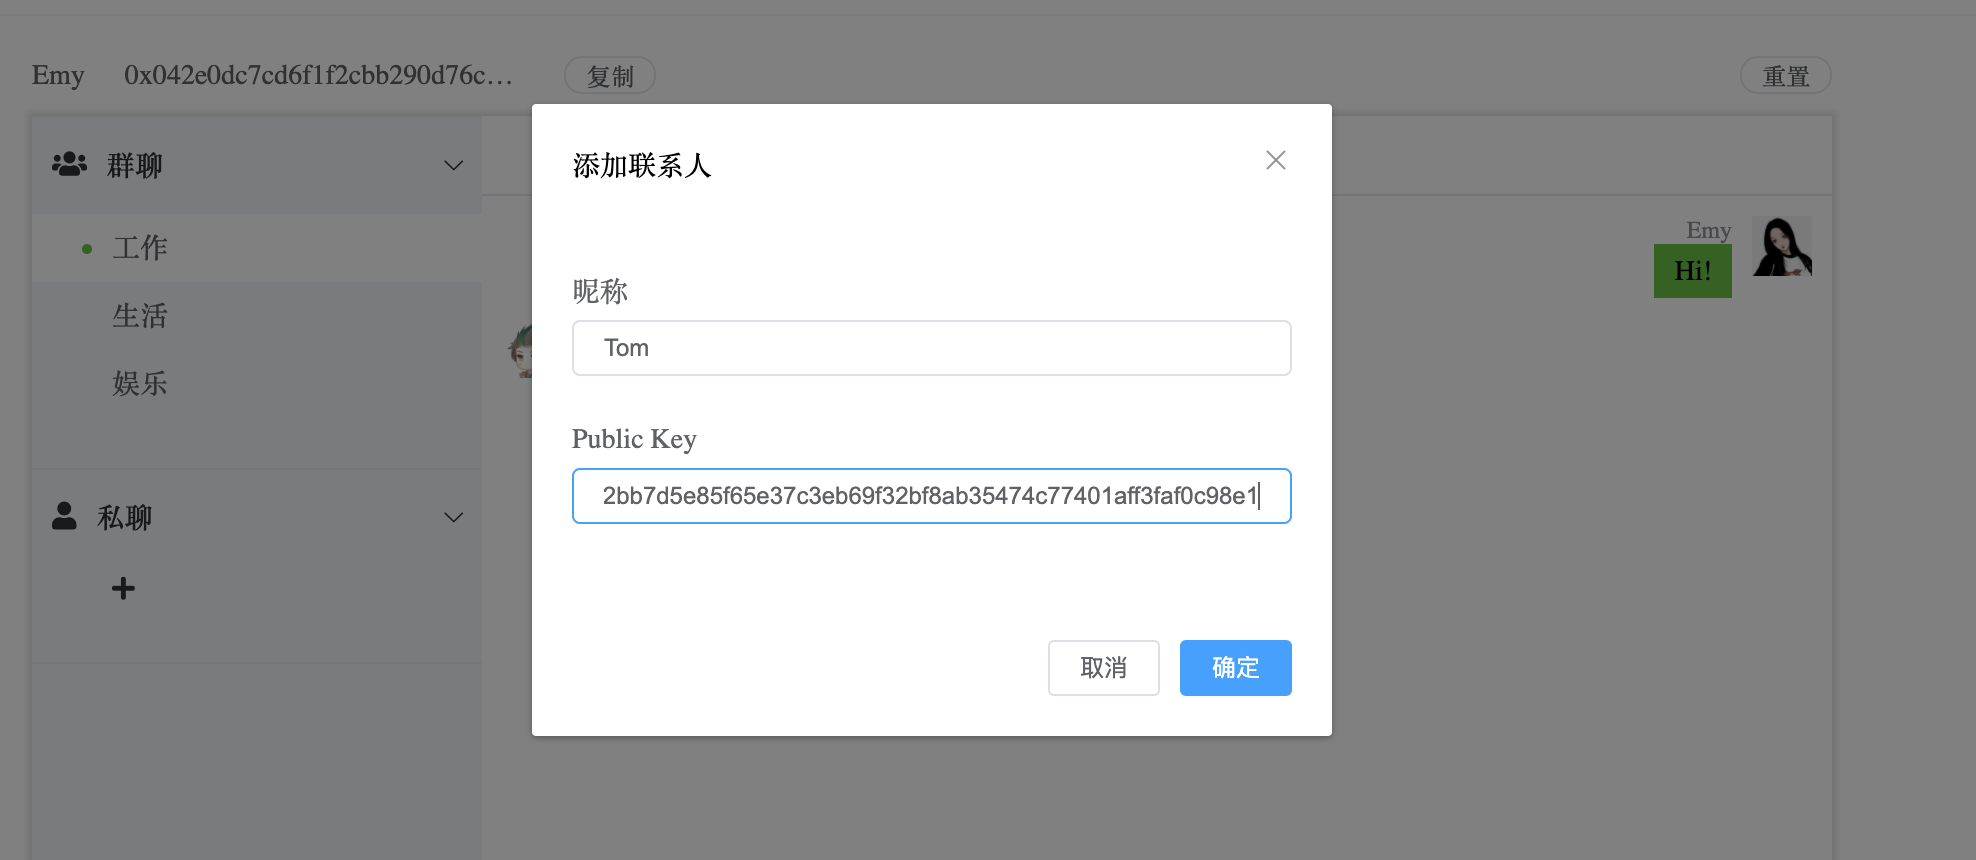 Emy 0x042e0dc7cd6f1f2cbb290d76c... 复制 重置
群聊
工作
生活
娱乐
私聊
添加联系人
昵称
Tom
Public Key
2bb7d5e85f65e37c3eb69f32bf8ab35474c77401aff3faf0c98e1
取消 确定
Emy
Hi!